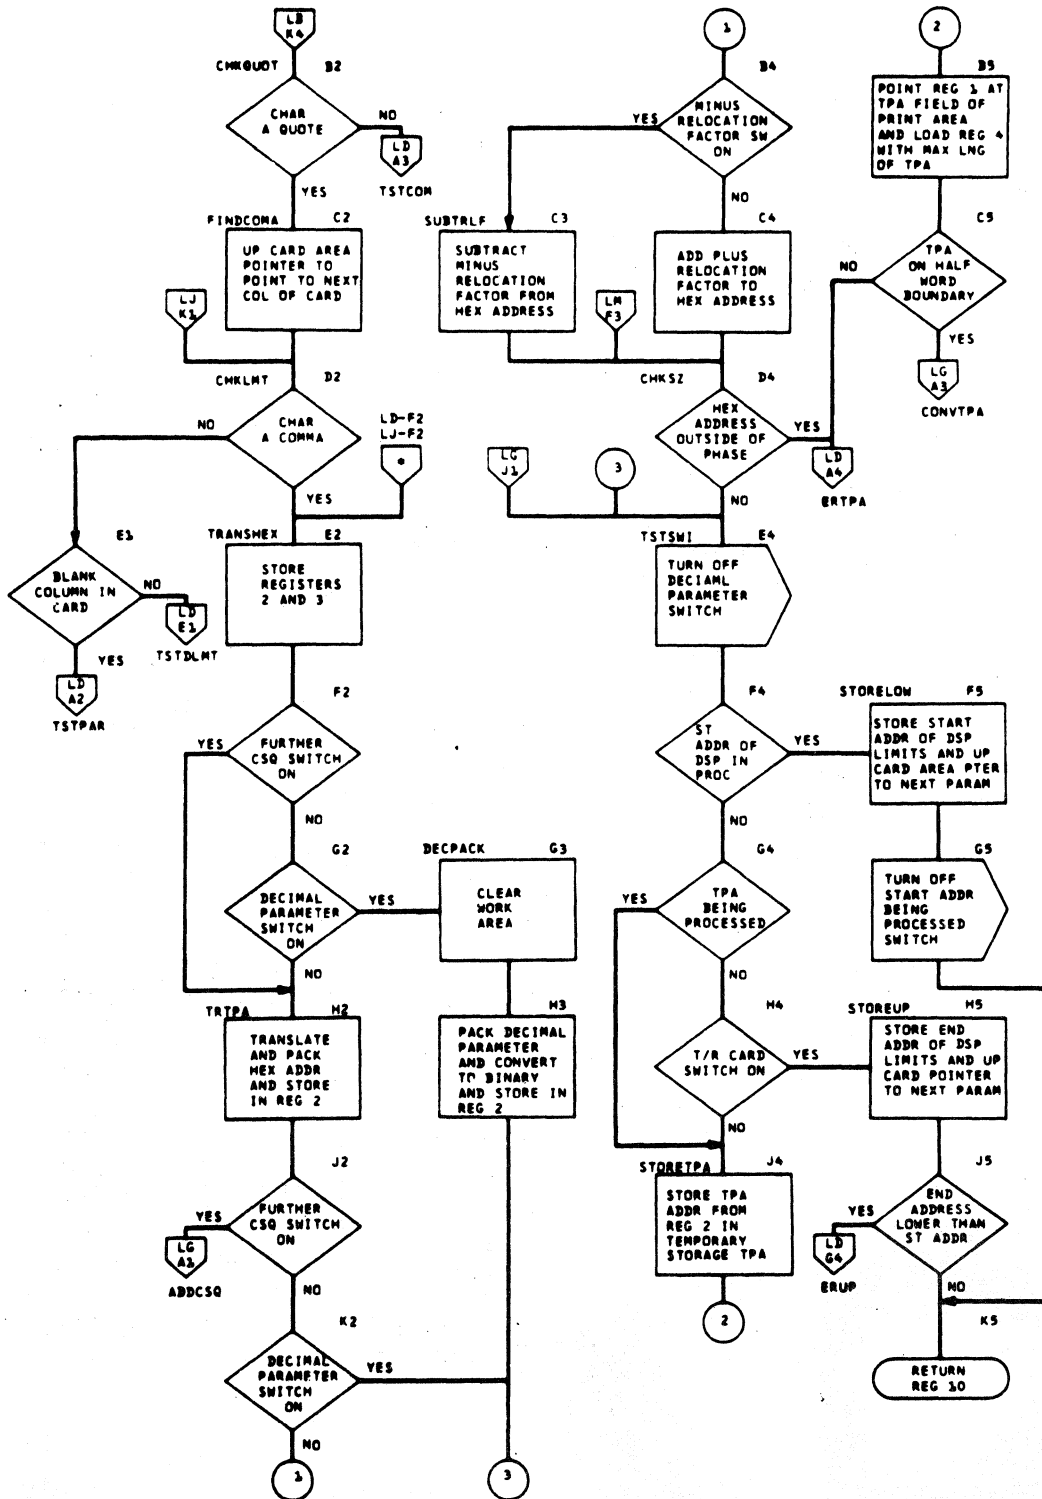 LB
K4
CHKQUOT B2
CHAR
A QUOTE
NO
LD
A3
TSTCOM
YES
FINDCOMA C2
UP CARD AREA
POINTER TO
POINT TO NEXT
COL OF CARD
LJ
K1
CHKLMT D2
CHAR
A COMMA
NO
LD-F2
LJ-F2
*
YES
E1
BLANK
COLUMN IN
CARD
NO
LD
E1
TSTDLMT
YES
LD
A2
TSTPAR
TRANSHEX E2
STORE
REGISTERS
2 AND 3
F2
FURTHER
CSQ SWITCH
ON
YES
NO
G2
DECIMAL
PARAMETER
SWITCH
ON
YES
NO
DECPACK G3
CLEAR
WORK
AREA
TRTPA H2
TRANSLATE
AND PACK
HEX ADDR
AND STORE
IN REG 2
H3
PACK DECIMAL
PARAMETER
AND CONVERT
TO BINARY
AND STORE IN
REG 2
J2
FURTHER
CSQ SWITCH
ON
YES
LG
A1
ADDCSQ
NO
K2
DECIMAL
PARAMETER
SWITCH
ON
YES
NO
1
3
1
B4
MINUS
RELOCATION
FACTOR SW
ON
YES
NO
SUBTRLF C3
SUBTRACT
MINUS
RELOCATION
FACTOR FROM
HEX ADDRESS
C4
ADD PLUS
RELOCATION
FACTOR TO
HEX ADDRESS
LM
F3
CHKSZ D4
HEX
ADDRESS
OUTSIDE OF
PHASE
YES
LD
A4
ERTPA
NO
LG
J1
3
TSTSWI E4
TURN OFF
DECIAML
PARAMETER
SWITCH
F4
ST
ADDR OF
DSP IN
PROC
YES
NO
G4
TPA
BEING
PROCESSED
YES
NO
H4
T/R CARD
SWITCH ON
YES
NO
STORETPA J4
STORE TPA
ADDR FROM
REG 2 IN
TEMPORARY
STORAGE TPA
2
2
B5
POINT REG 1 AT
TPA FIELD OF
PRINT AREA
AND LOAD REG 4
WITH MAX LNG
OF TPA
C5
TPA
ON HALF
WORD
BOUNDARY
NO
YES
LG
A3
CONVTPA
STORELOW F5
STORE START
ADDR OF DSP
LIMITS AND UP
CARD AREA PTER
TO NEXT PARAM
G5
TURN OFF
START ADDR
BEING
PROCESSED
SWITCH
STOREUP H5
STORE END
ADDR OF DSP
LIMITS AND UP
CARD POINTER
TO NEXT PARAM
J5
END
ADDRESS
LOWER THAN
ST ADDR
YES
LD
G4
ERUP
NO
K5
RETURN
REG 10